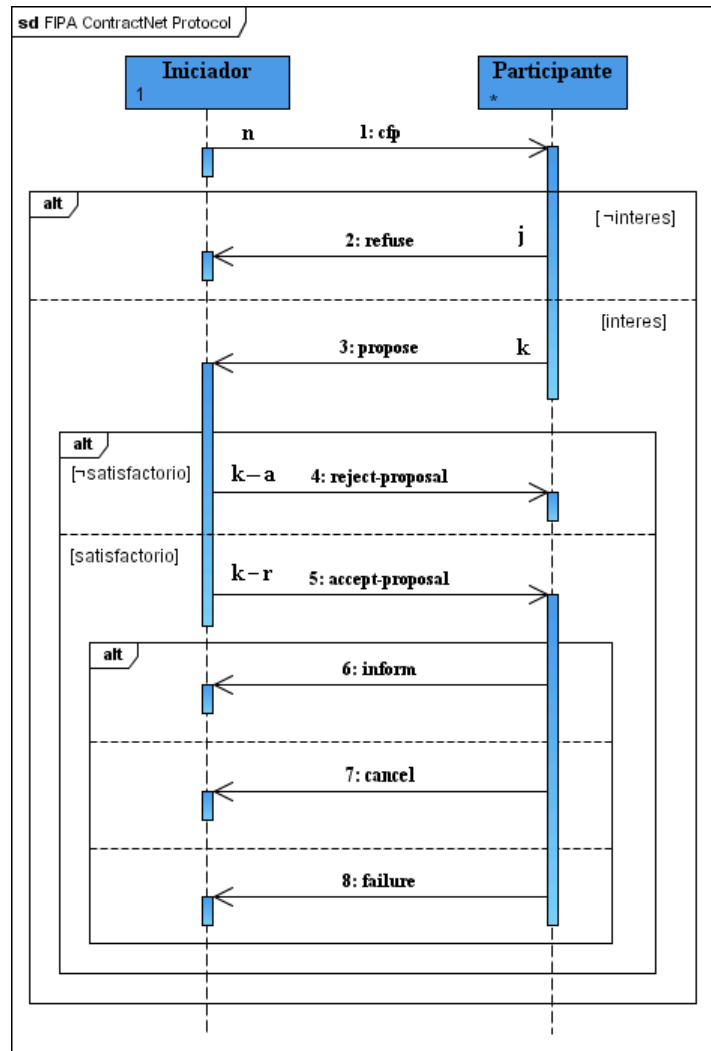 sd FIPA ContractNet Protocol
Iniciador
1
Participante
*
n
1: cfp
alt
[¬interes]
2: refuse
j
[interes]
3: propose
k
alt
[¬satisfactorio]
k-a
4: reject-proposal
[satisfactorio]
k-r
5: accept-proposal
alt
6: inform
7: cancel
8: failure